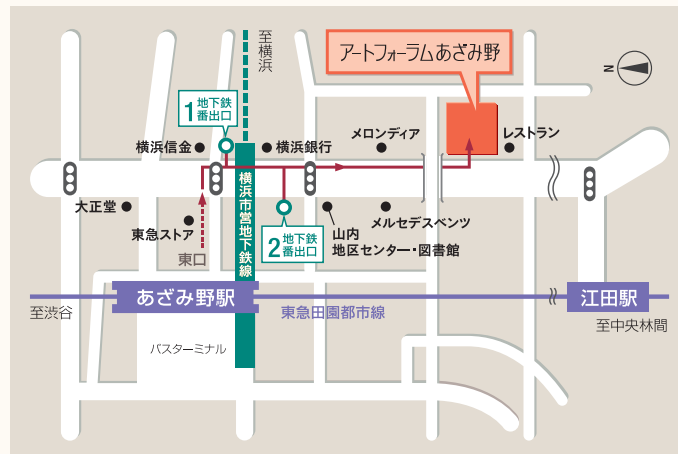 至横浜
アートフォーラムあざみ野
N
1 地下鉄
番出口
横浜信金
横浜銀行
メロンディア
レストラン
大正堂
東急ストア
東口
横浜市営地下鉄線
2 地下鉄
番出口
山内
地区センター・図書館
メルセデスベンツ
あざみ野駅
江田駅
至渋谷
東急田園都市線
至中央林間
バスターミナル